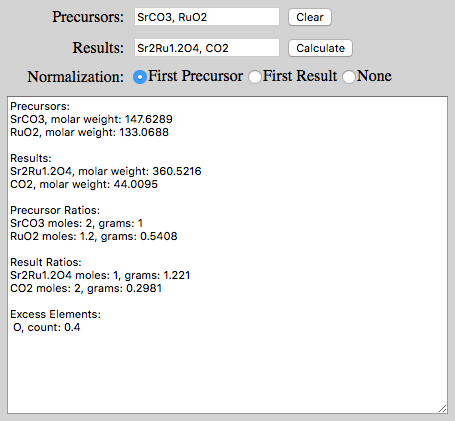 Precursors: SrCO3, RuO2 Clear
Results: Sr2Ru1.2O4, CO2 Calculate
Normalization: First Precursor First Result None
Precursors:
SrCO3, molar weight: 147.6289
RuO2, molar weight: 133.0688
Results:
Sr2Ru1.2O4, molar weight: 360.5216
CO2, molar weight: 44.0095
Precursor Ratios:
SrCO3 moles: 2, grams: 1
RuO2 moles: 1.2, grams: 0.5408
Result Ratios:
Sr2Ru1.2O4 moles: 1, grams: 1.221
CO2 moles: 2, grams: 0.2981
Excess Elements:
O, count: 0.4